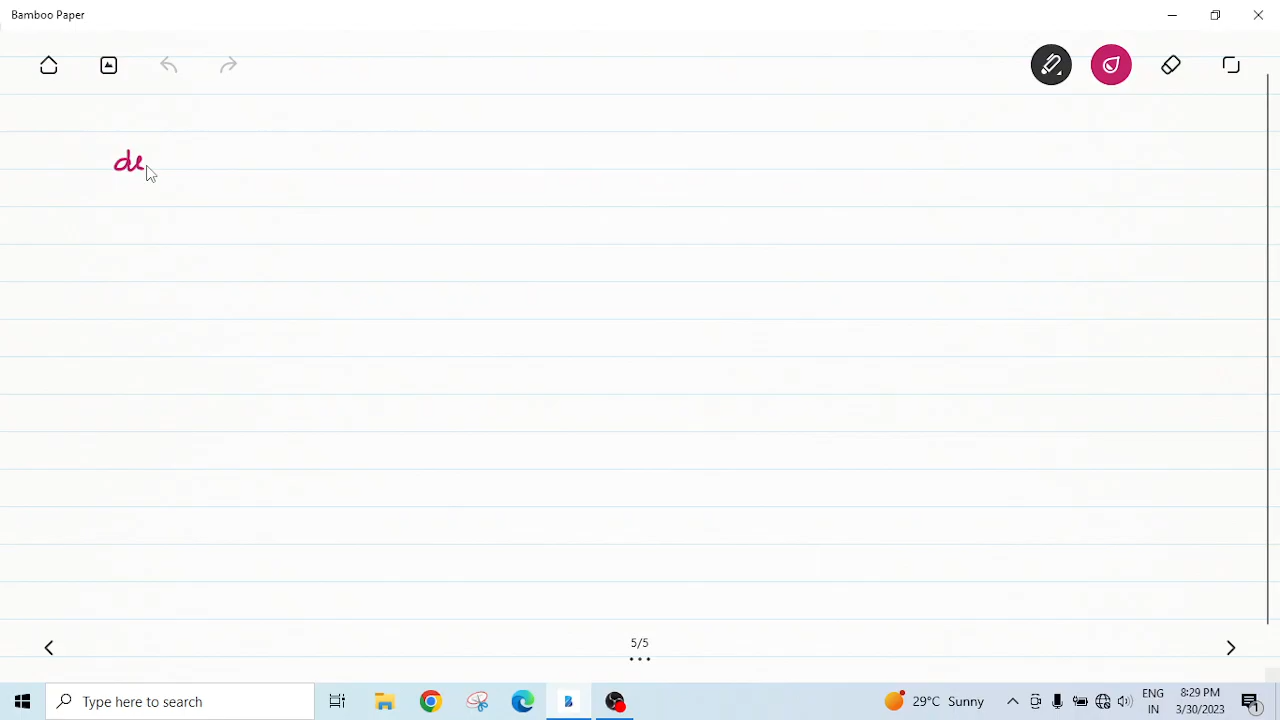 Bamboo Paper
de
5/5
Type here to search
29°C Sunny
ENG
IN
8:29 PM
3/30/2023
1